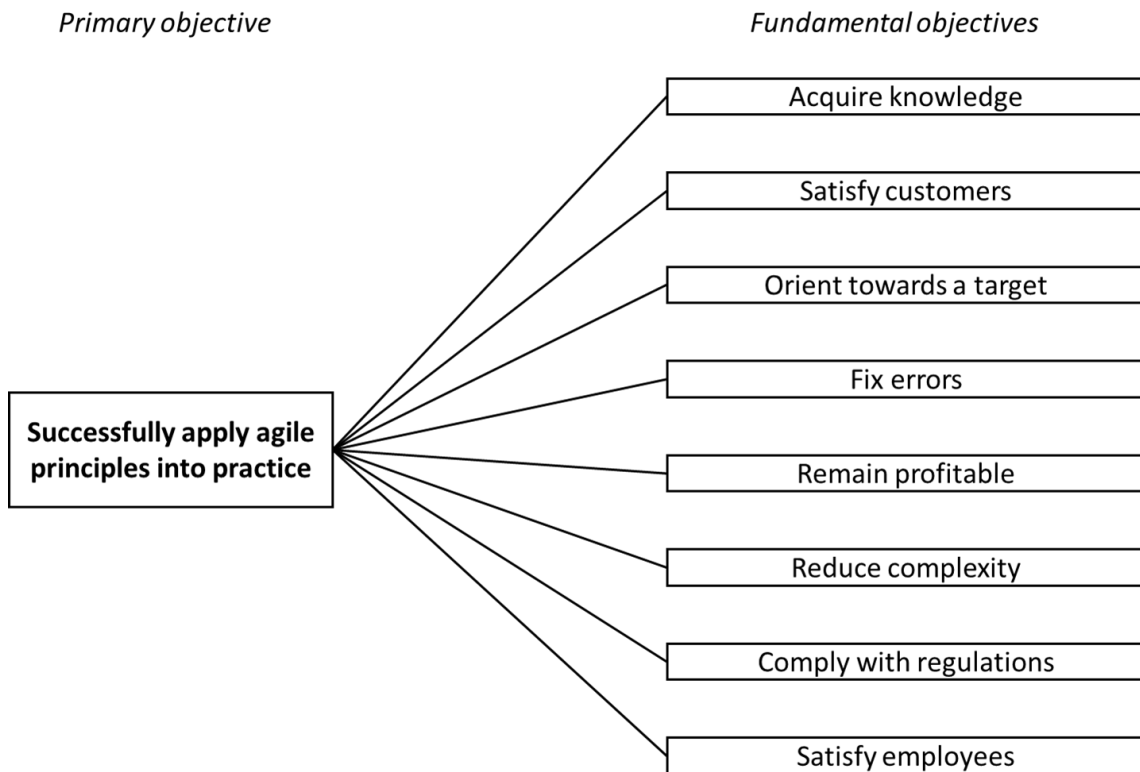 Primary objective
Fundamental objectives
Acquire knowledge
Satisfy customers
Orient towards a target
Fix errors
Successfully apply agile
principles into practice
Remain profitable
Reduce complexity
Comply with regulations
Satisfy employees